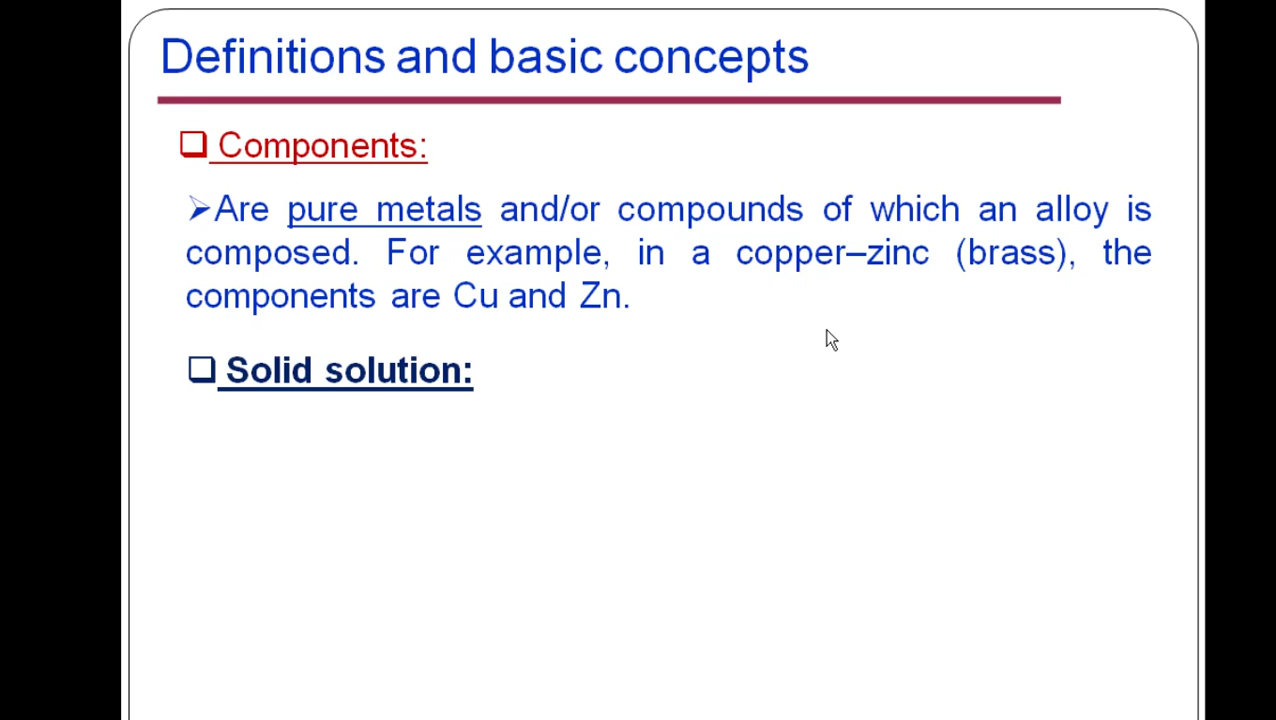 Definitions and basic concepts
Components:
Are pure metals and/or compounds of which an alloy is
composed. For example, in a copper–zinc (brass), the
components are Cu and Zn.
Solid solution: